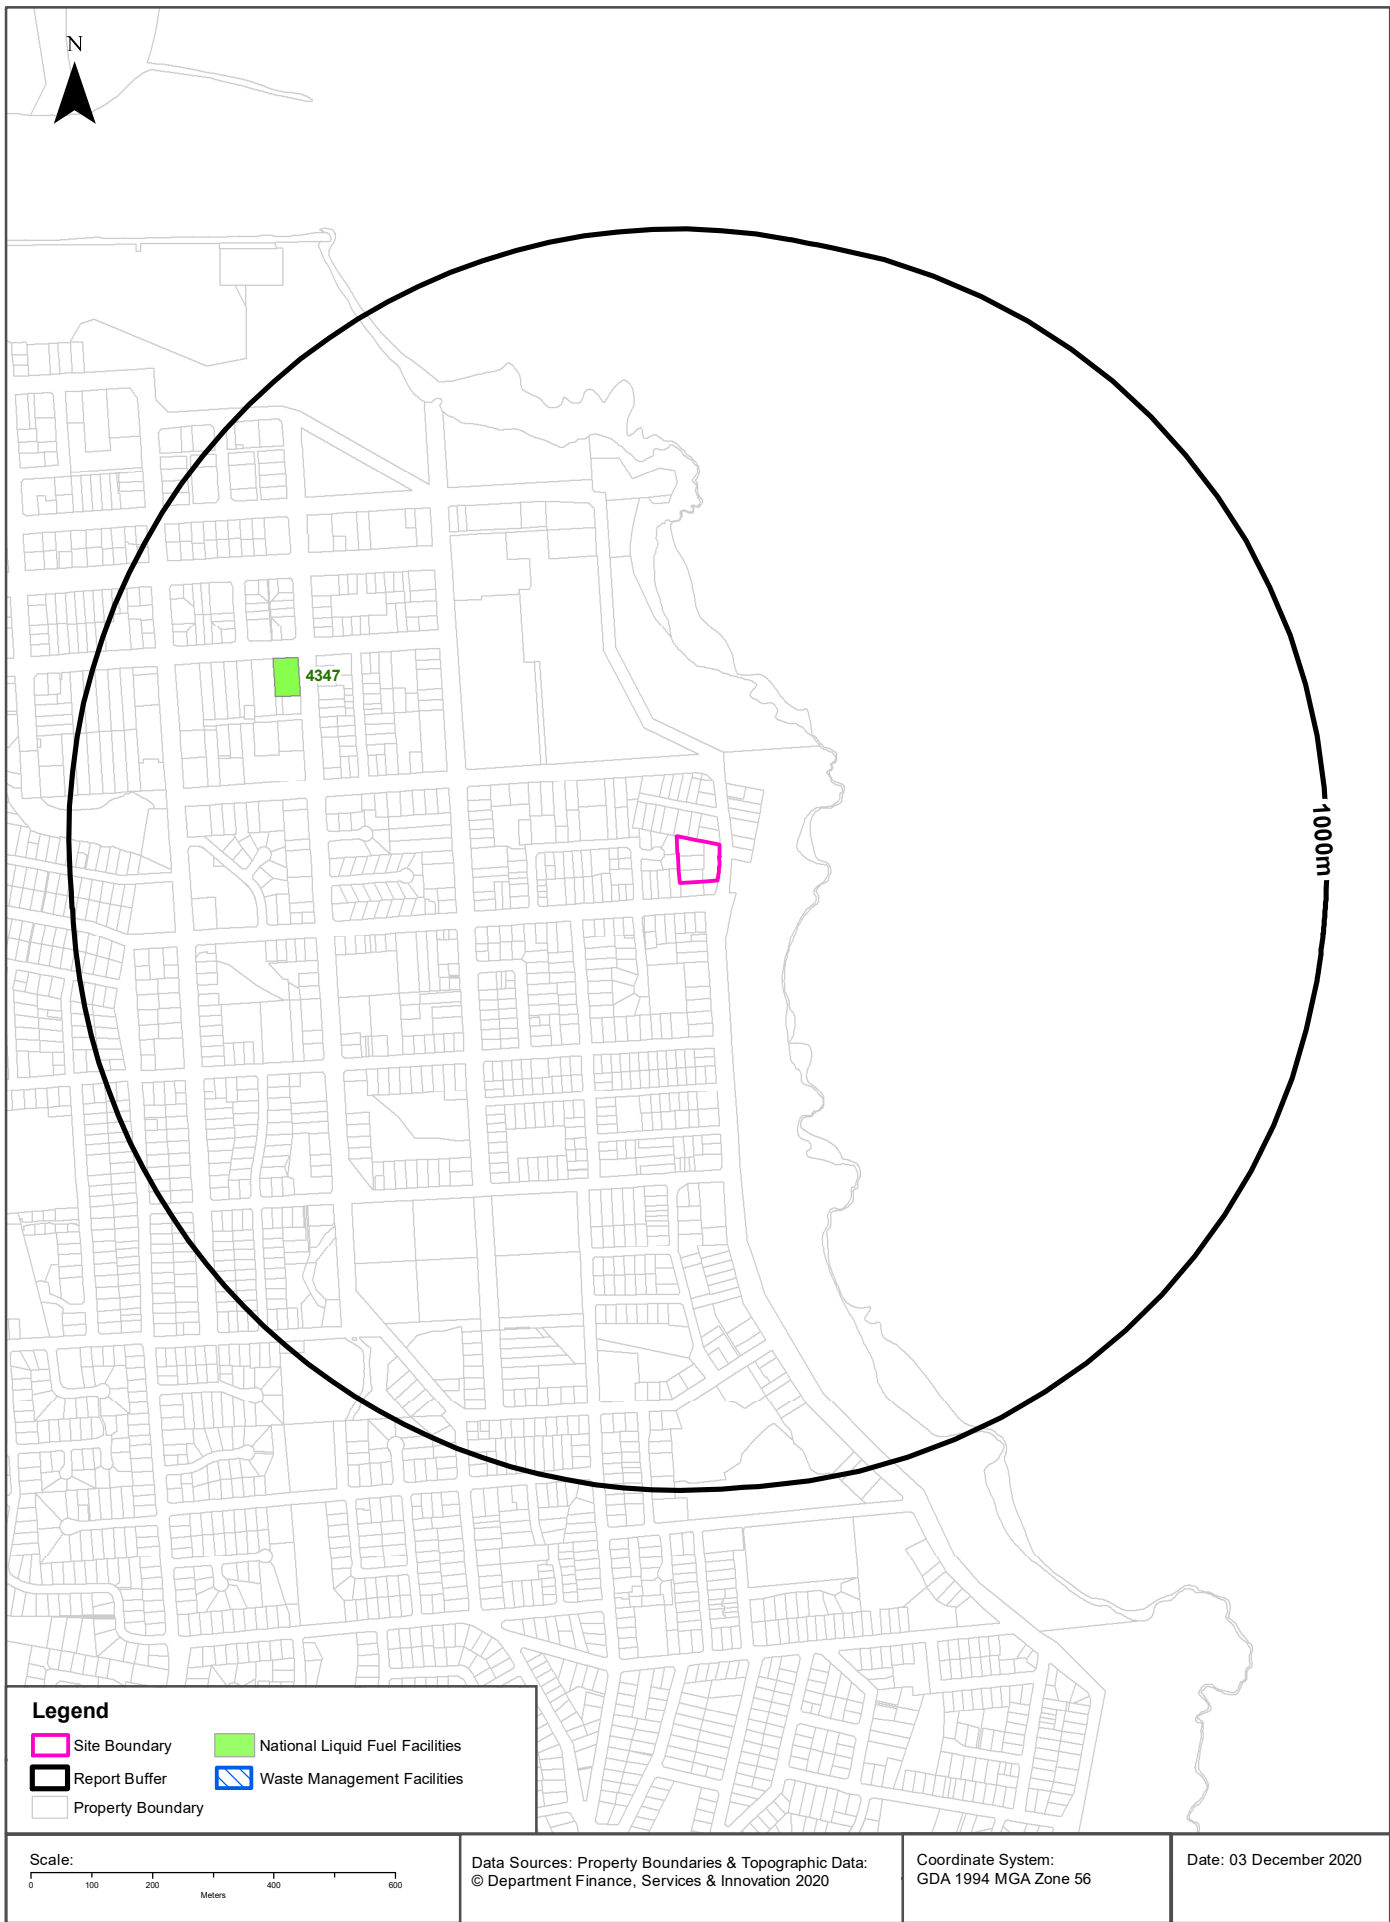 N
4347
1000m
Legend
Site Boundary
National Liquid Fuel Facilities
Report Buffer
Waste Management Facilities
Property Boundary
Scale:
0 100 200 400 600
Meters
Data Sources: Property Boundaries & Topographic Data:
© Department Finance, Services & Innovation 2020
Coordinate System:
GDA 1994 MGA Zone 56
Date: 03 December 2020